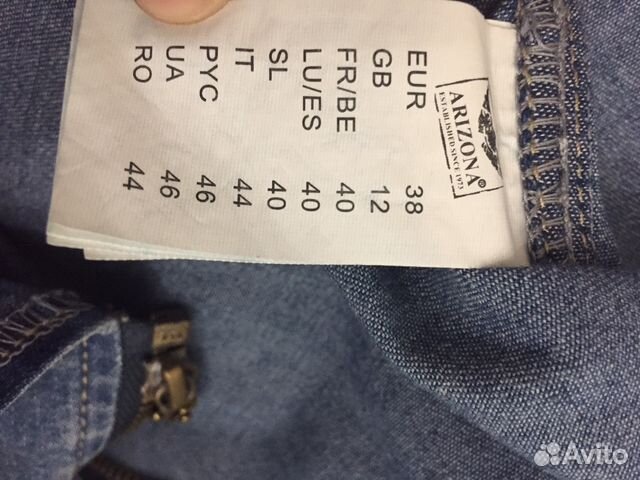 ARIZONA®
ESTABLISHED SINCE 1973
EUR 38
GB 12
FR/BE 40
LU/ES 40
SL 40
IT 44
РУС 46
UA 46
RO 44
Avito